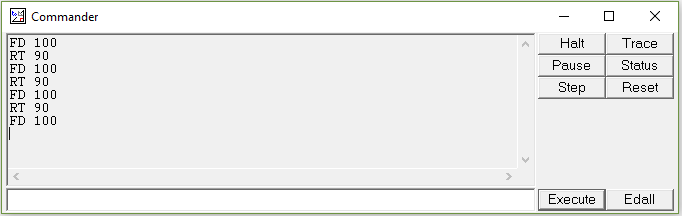 Commander
FD 100
RT 90
FD 100
RT 90
FD 100
RT 90
FD 100
Halt
Trace
Pause
Status
Step
Reset
Execute
Edall